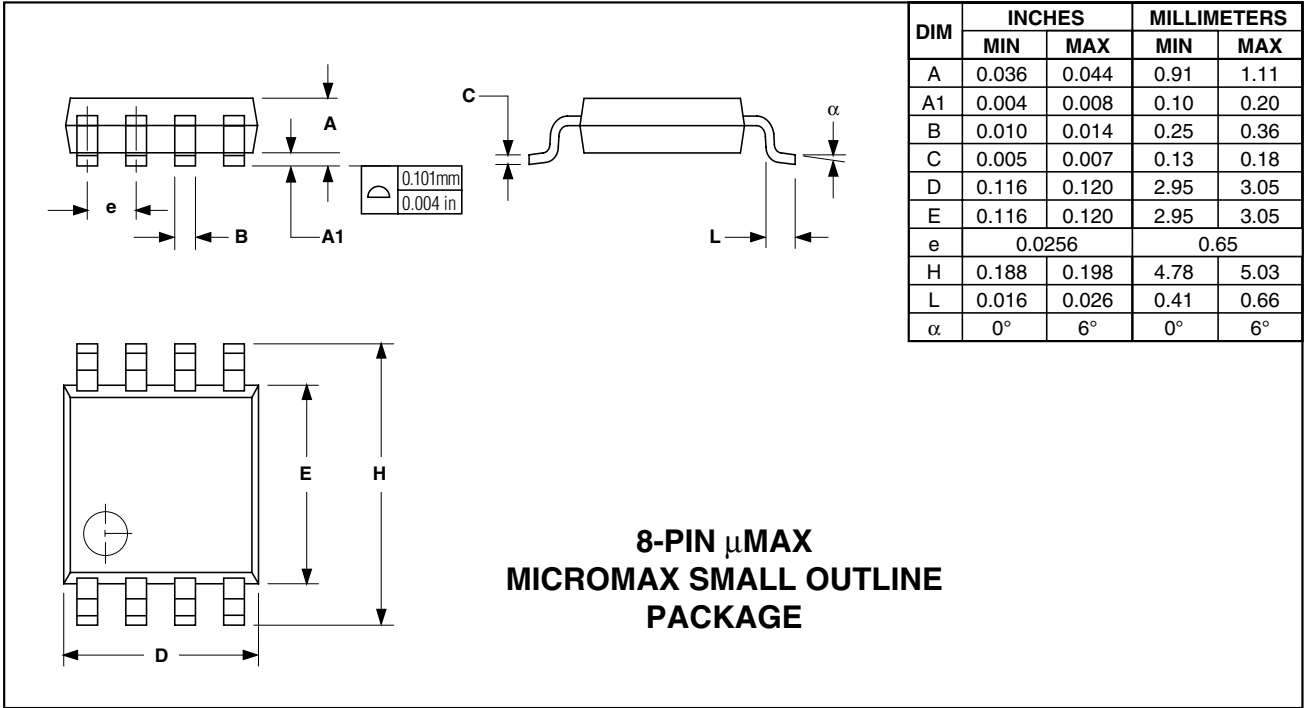 DIM INCHES MILLIMETERS
MIN MAX MIN MAX
A 0.036 0.044 0.91 1.11
A1 0.004 0.008 0.10 0.20
B 0.010 0.014 0.25 0.36
C 0.005 0.007 0.13 0.18
D 0.116 0.120 2.95 3.05
E 0.116 0.120 2.95 3.05
e 0.0256 0.65
H 0.188 0.198 4.78 5.03
L 0.016 0.026 0.41 0.66
α 0° 6° 0° 6°
A
C
α
0.101mm
0.004 in
e
B
A1
L
E
H
D
8-PIN µMAX
MICROMAX SMALL OUTLINE
PACKAGE